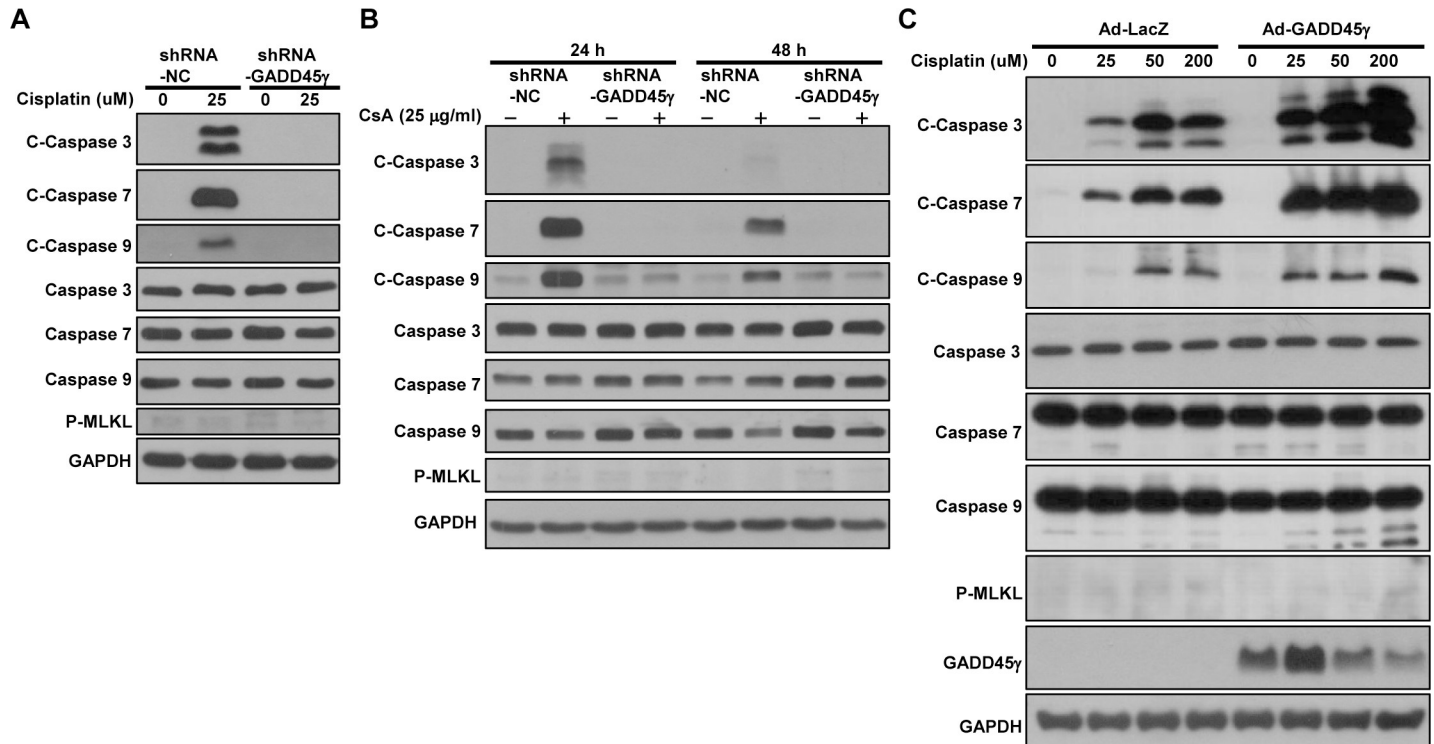 A
shRNA -NC
shRNA -GADD45γ
Cisplatin (uM) 0 25 0 25
C-Caspase 3
C-Caspase 7
C-Caspase 9
Caspase 3
Caspase 7
Caspase 9
P-MLKL
GAPDH
B
24 h 48 h
shRNA shRNA shRNA shRNA
-NC -GADD45γ -NC -GADD45γ
CsA (25 μg/ml) – + – + – + – +
C-Caspase 3
C-Caspase 7
C-Caspase 9
Caspase 3
Caspase 7
Caspase 9
P-MLKL
GAPDH
C
Ad-LacZ Ad-GADD45γ
Cisplatin (uM) 0 25 50 200 0 25 50 200
C-Caspase 3
C-Caspase 7
C-Caspase 9
Caspase 3
Caspase 7
Caspase 9
P-MLKL
GADD45γ
GAPDH